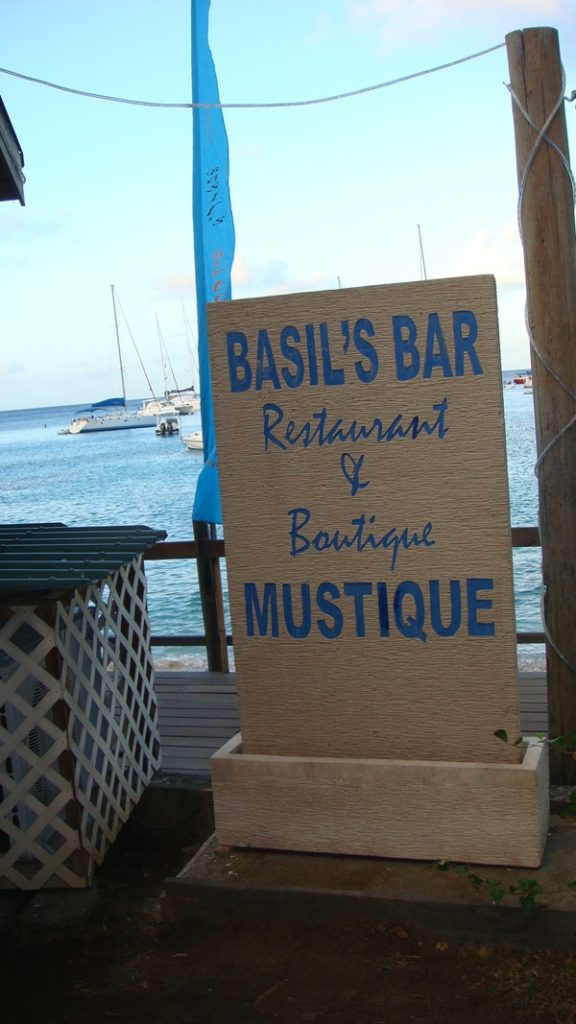 BASIL'S BAR
Restaurant
&
Boutique
MUSTIQUE